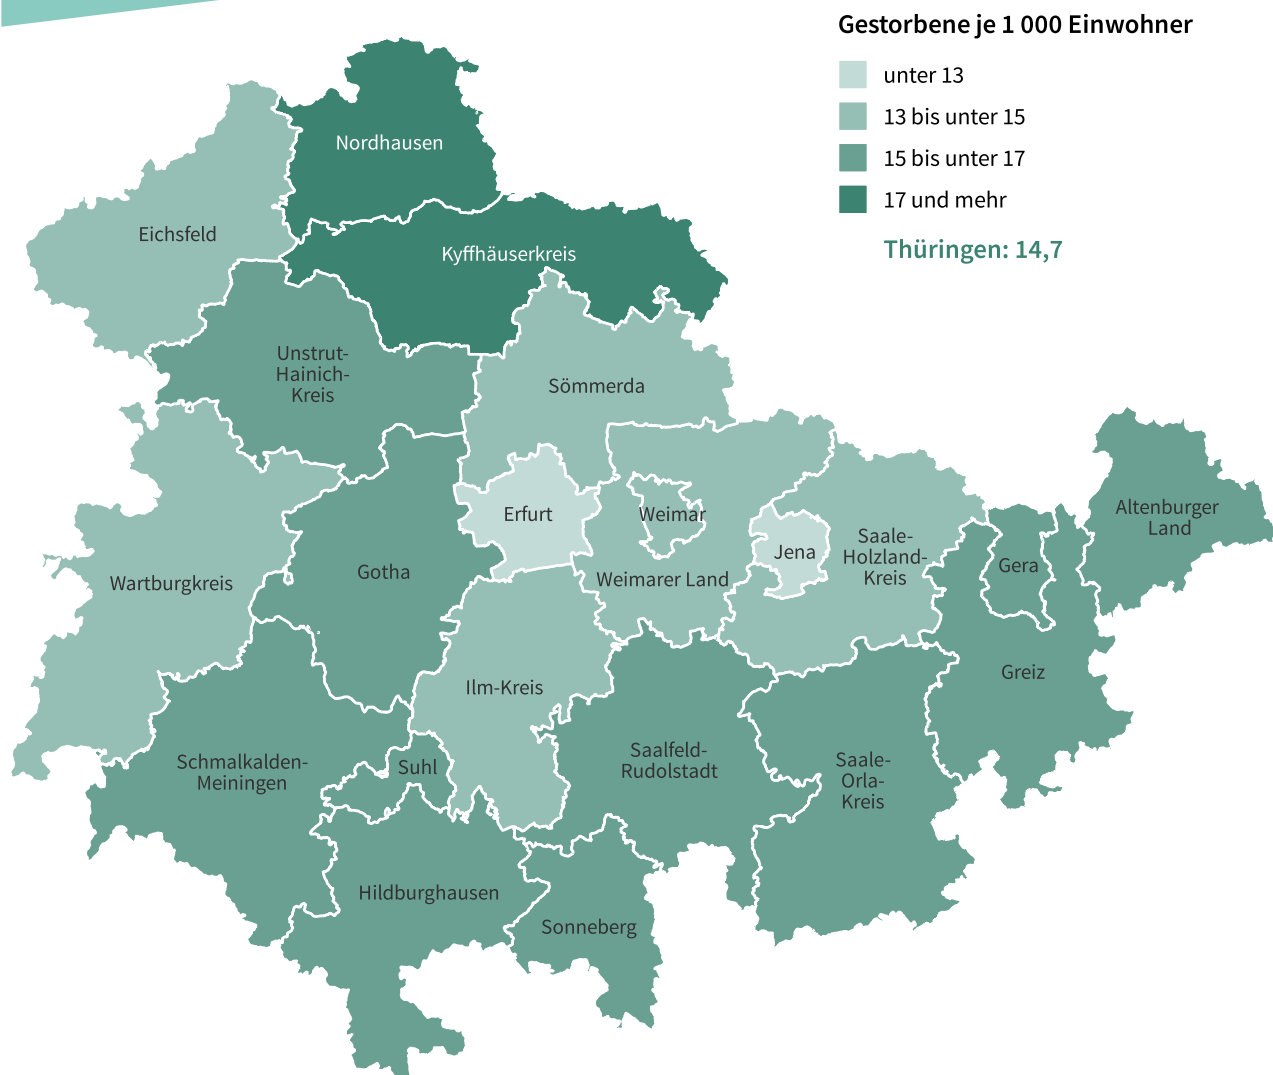 Gestorbene je 1 000 Einwohner
unter 13
13 bis unter 15
15 bis unter 17
17 und mehr
Thüringen: 14,7
Nordhausen
Eichsfeld
Kyffhäuserkreis
Unstrut-
Hainich-
Kreis
Sömmerda
Altenburger
Land
Erfurt
Weimar
Jena
Saale-
Holzland-
Kreis
Gera
Gotha
Wartburgkreis
Weimarer Land
Greiz
Ilm-Kreis
Schmalkalden-
Meiningen
Suhl
Saalfeld-
Rudolstadt
Saale-
Orla-
Kreis
Hildburghausen
Sonneberg